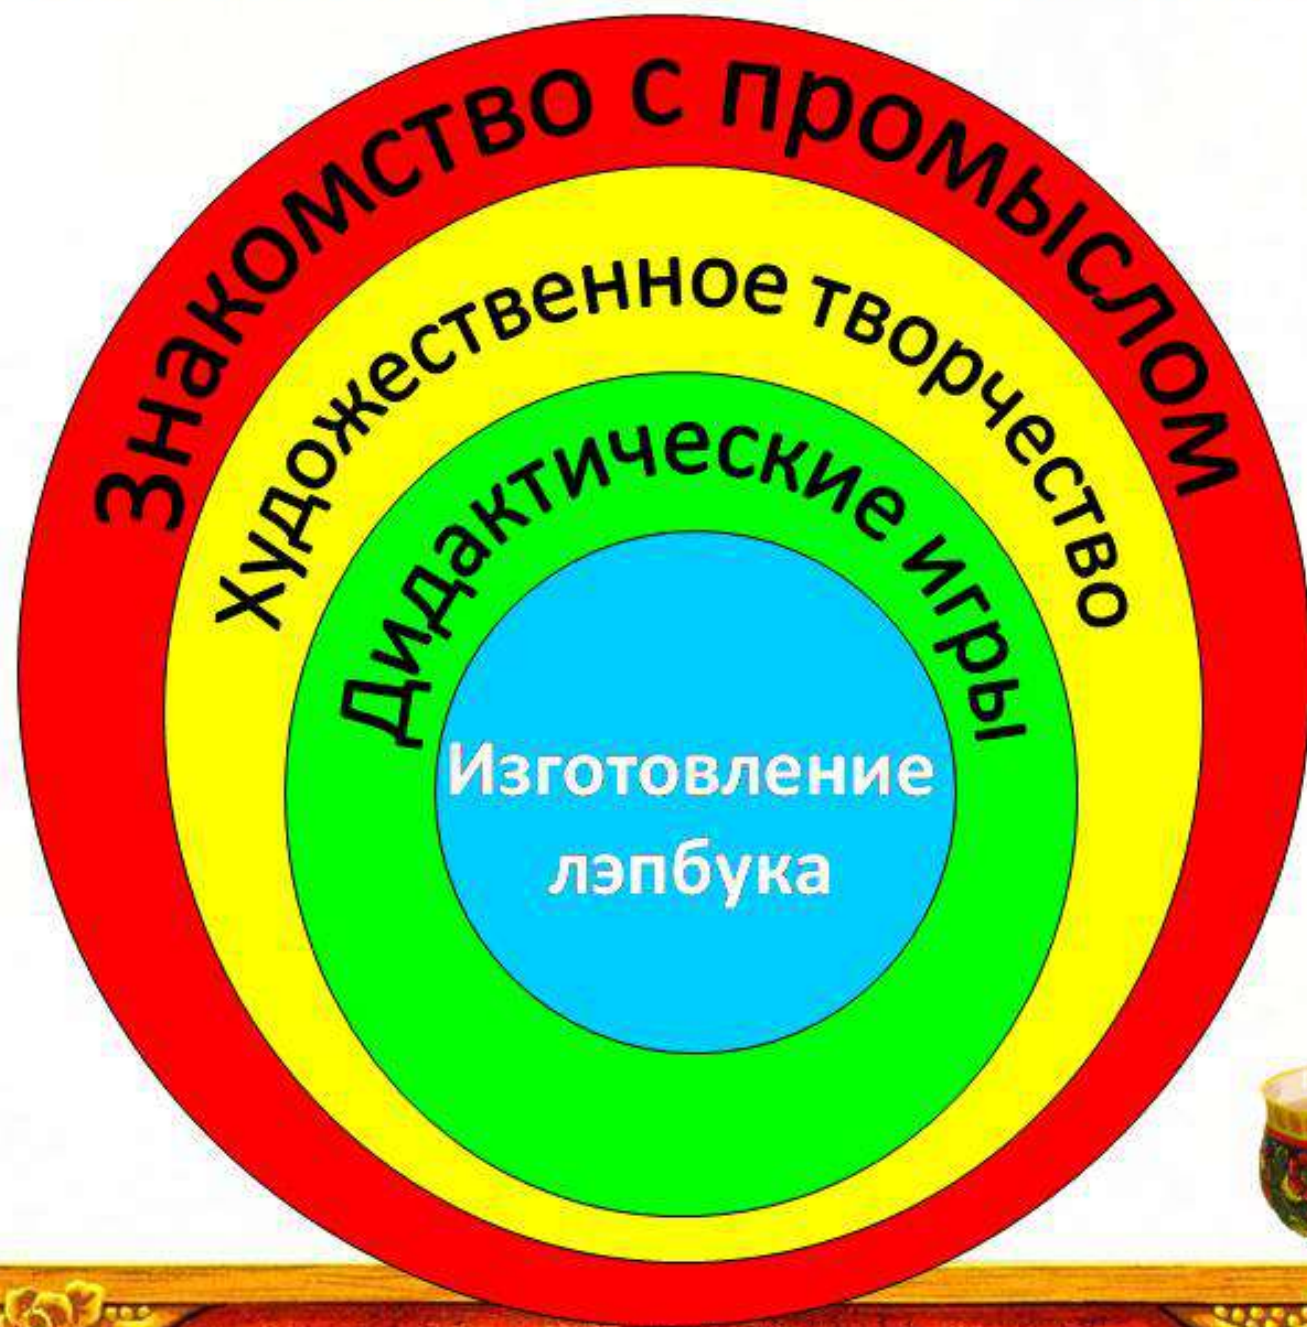 Знакомство с промыслом
Художественное творчество
Дидактические игры
Изготовление
лэпбука